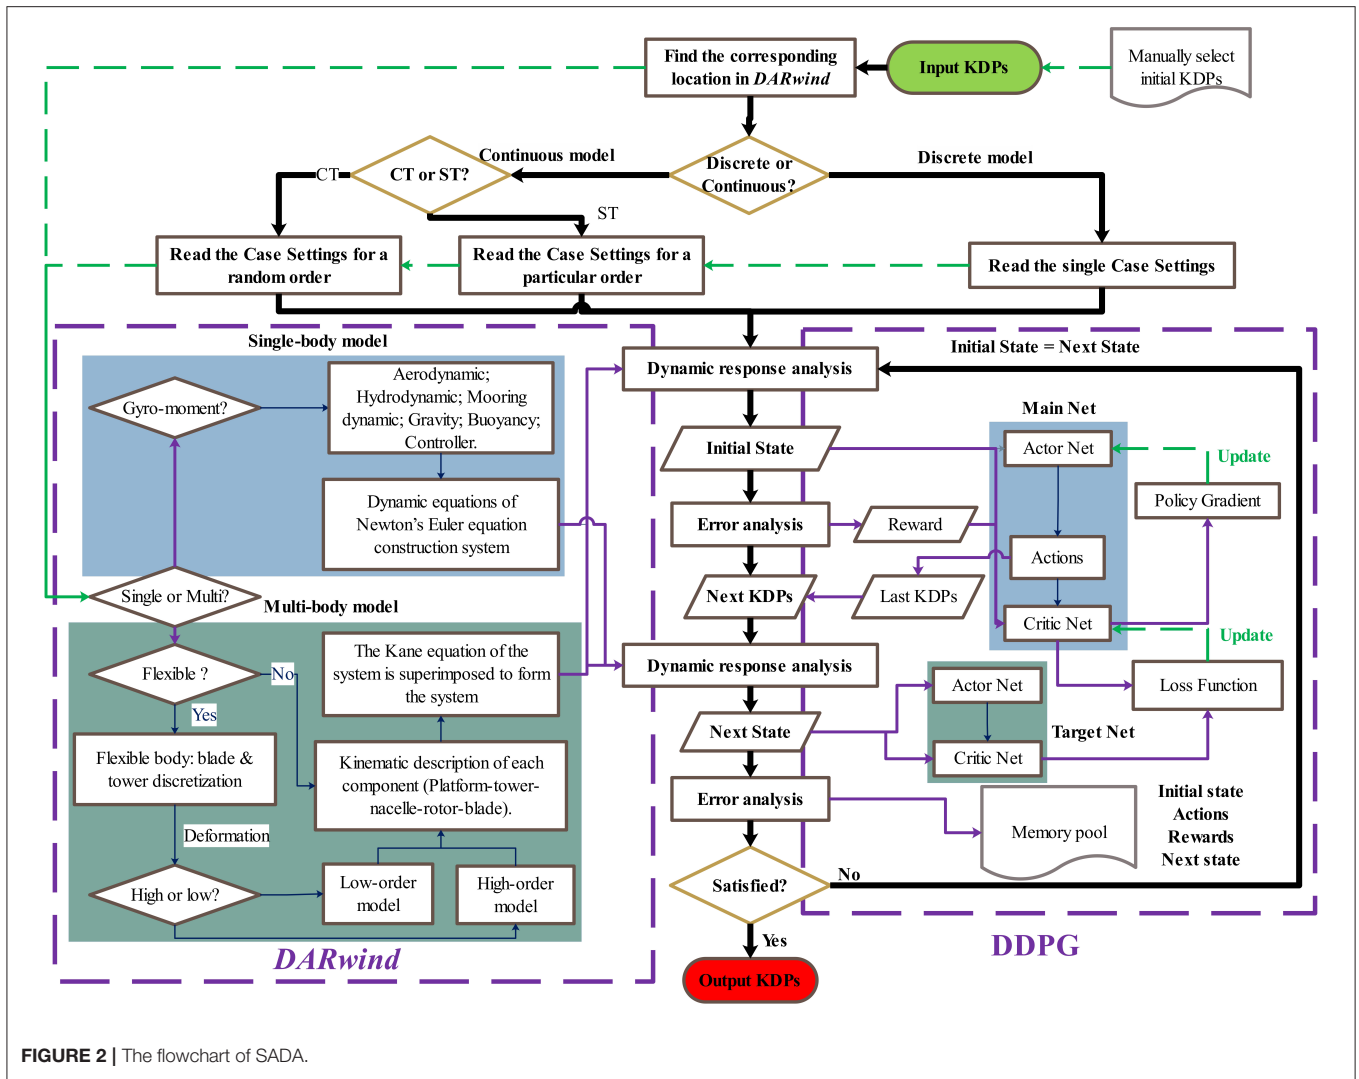 Find the corresponding
location in DARwind
Input KDPs
Manually select
initial KDPs
Continuous model
Discrete model
CT or ST?
Discrete or
Continuous?
CT
ST
Read the Case Settings for a
random order
Read the Case Settings for a
particular order
Read the single Case Settings
Single-body model
Initial State = Next State
Dynamic response analysis
Gyro-moment?
Aerodynamic;
Hydrodynamic; Mooring
dynamic; Gravity; Buoyancy;
Controller.
Main Net
Initial State
Actor Net
Update
Dynamic equations of
Newton's Euler equation
construction system
Policy Gradient
Error analysis
Reward
Actions
Single or Multi?
Multi-body model
Next KDPs
Last KDPs
Critic Net
Update
Flexible ?
No
The Kane equation of the
system is superimposed to form
the system
Dynamic response analysis
Actor Net
Loss Function
Yes
Next State
Target Net
Critic Net
Flexible body: blade &
tower discretization
Kinematic description of each
component (Platform-tower-
nacelle-rotor-blade).
Error analysis
Memory pool
Initial state
Actions
Rewards
Next state
Deformation
High or low?
Low-order
model
High-order
model
Satisfied?
No
Yes
DARwind
DDPG
Output KDPs
FIGURE 2 | The flowchart of SADA.